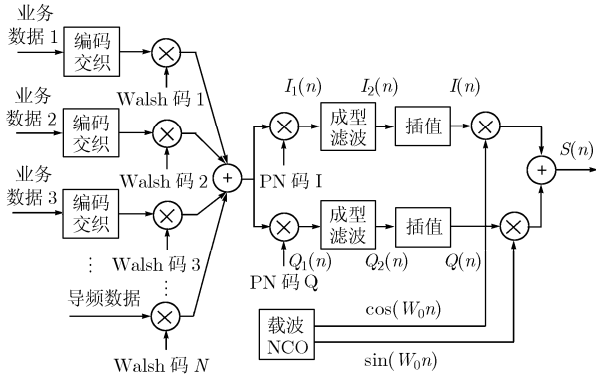 业务
数据 1
编码
交织
Walsh 码 1
业务
数据 2
编码
交织
Walsh 码 2
业务
数据 3
编码
交织
Walsh 码 3
导频数据
Walsh 码 N
I₁(n)
成型
滤波
I₂(n)
插值
I(n)
PN 码 I
S(n)
成型
滤波
插值
Q₁(n)
Q₂(n)
Q(n)
PN 码 Q
载波
NCO
cos(W₀n)
sin(W₀n)